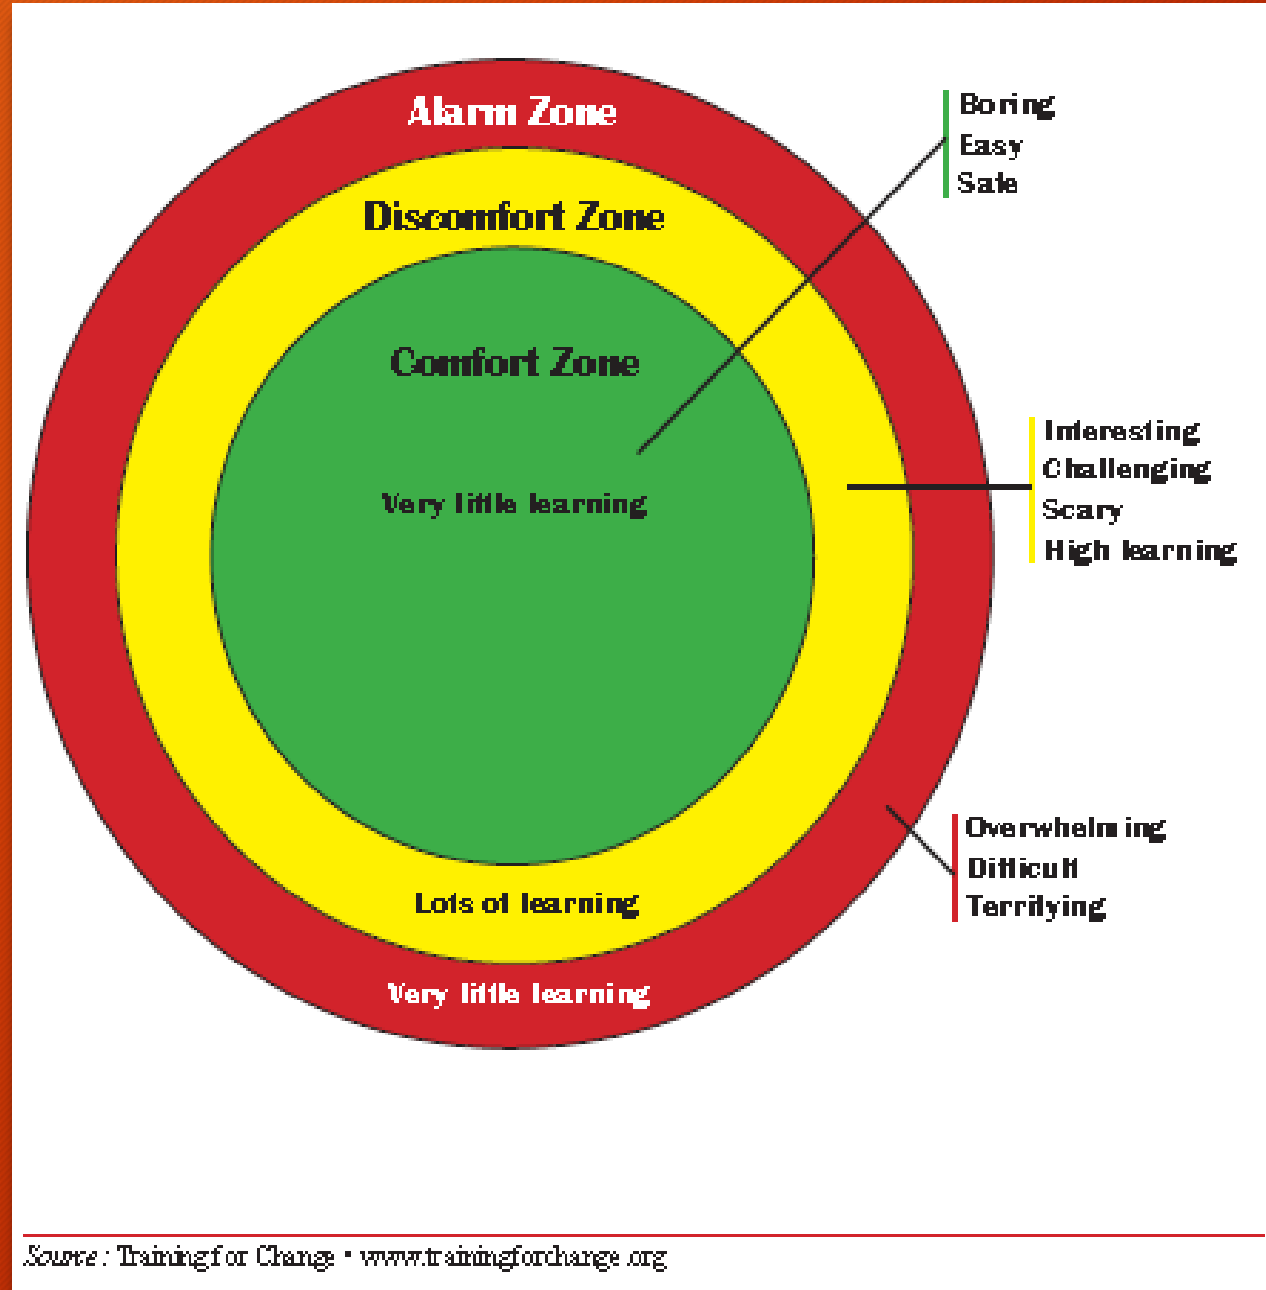 Alarm Zone
Discomfort Zone
Comfort Zone
Very little learning
Lots of learning
Very little learning
Boring
Easy
Safe
Interesting
Challenging
Scary
High learning
Overwhelming
Difficult
Terrifying
Source: Training for Change • www.trainingforchange.org